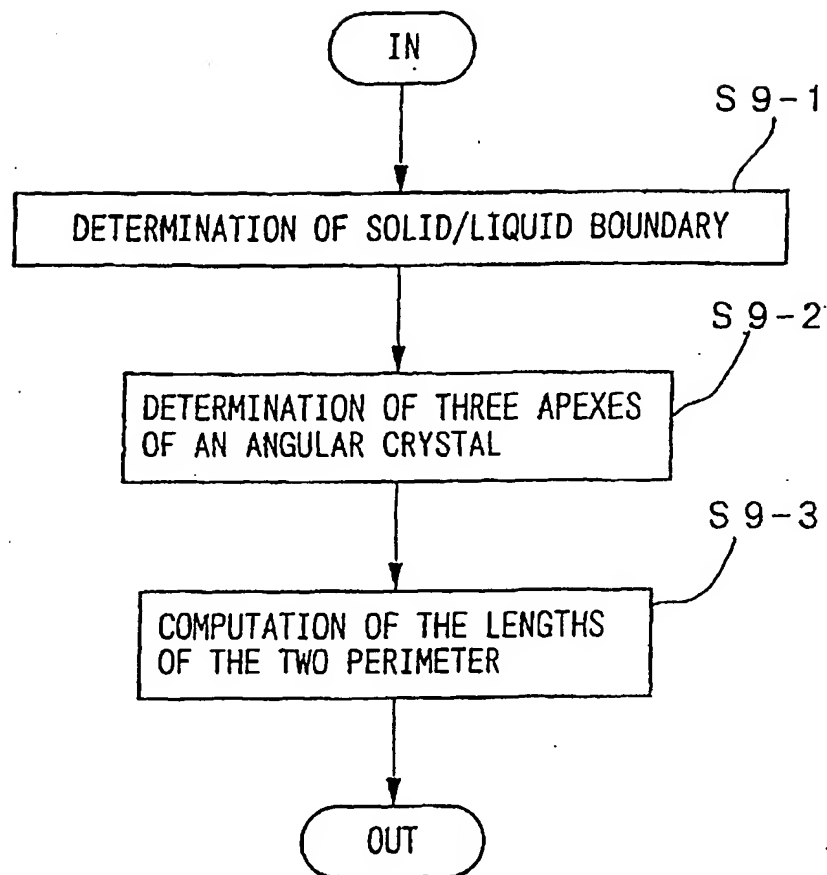 IN
S 9-1
DETERMINATION OF SOLID/LIQUID BOUNDARY
S 9-2
DETERMINATION OF THREE APEXES
OF AN ANGULAR CRYSTAL
S 9-3
COMPUTATION OF THE LENGTHS
OF THE TWO PERIMETER
OUT